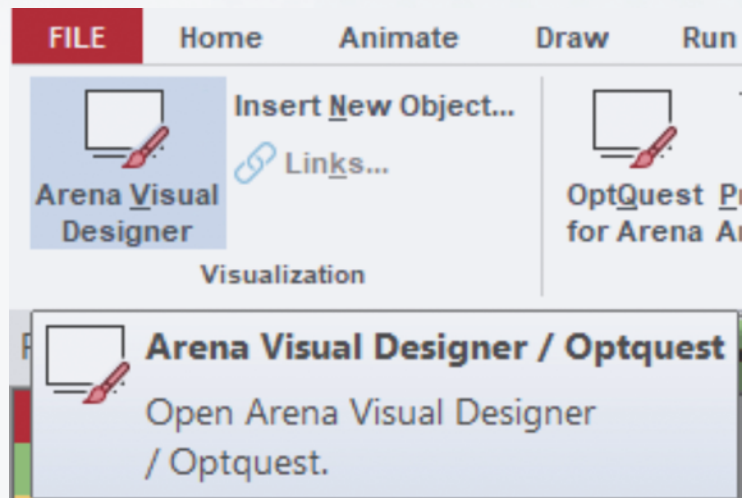 FILE Home Animate Draw Run
Insert New Object...
Links...
Arena Visual
Designer
OptQuest
for Arena
Visualization
Arena Visual Designer / Optquest
Open Arena Visual Designer
/ Optquest.